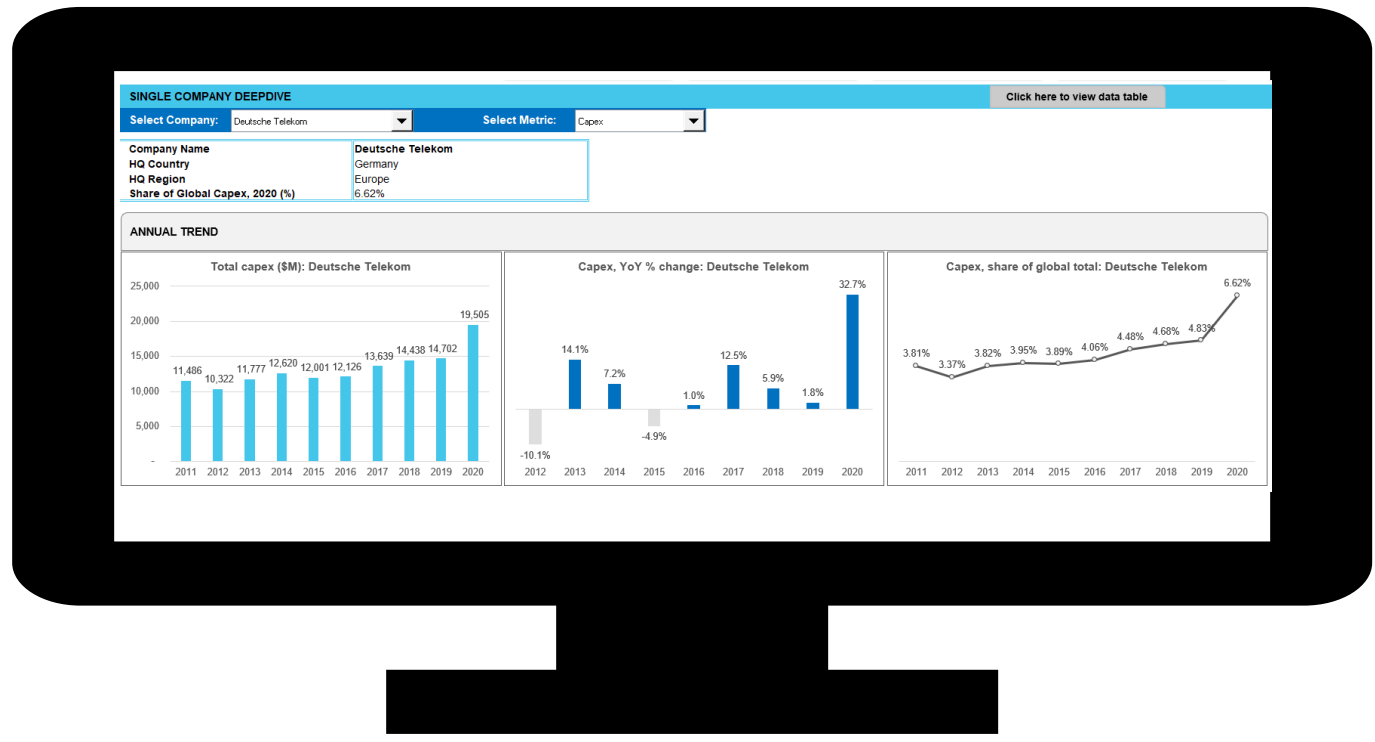 SINGLE COMPANY DEEPDIVE
Click here to view data table
Select Company: Deutsche Telekom Select Metric: Capex
Company Name Deutsche Telekom
HQ Country Germany
HQ Region Europe
Share of Global Capex, 2020 (%) 6.62%
ANNUAL TREND
Total capex ($M): Deutsche Telekom
25,000
20,000
15,000
10,000
5,000
-
11,486 10,322 11,777 12,620 12,001 12,126 13,639 14,438 14,702 19,505
2011 2012 2013 2014 2015 2016 2017 2018 2019 2020
Capex, YoY % change: Deutsche Telekom
-10.1% 14.1% 7.2% -4.9% 1.0% 12.5% 5.9% 1.8% 32.7%
2012 2013 2014 2015 2016 2017 2018 2019 2020
Capex, share of global total: Deutsche Telekom
3.81% 3.37% 3.82% 3.95% 3.89% 4.06% 4.48% 4.68% 4.83% 6.62%
2011 2012 2013 2014 2015 2016 2017 2018 2019 2020